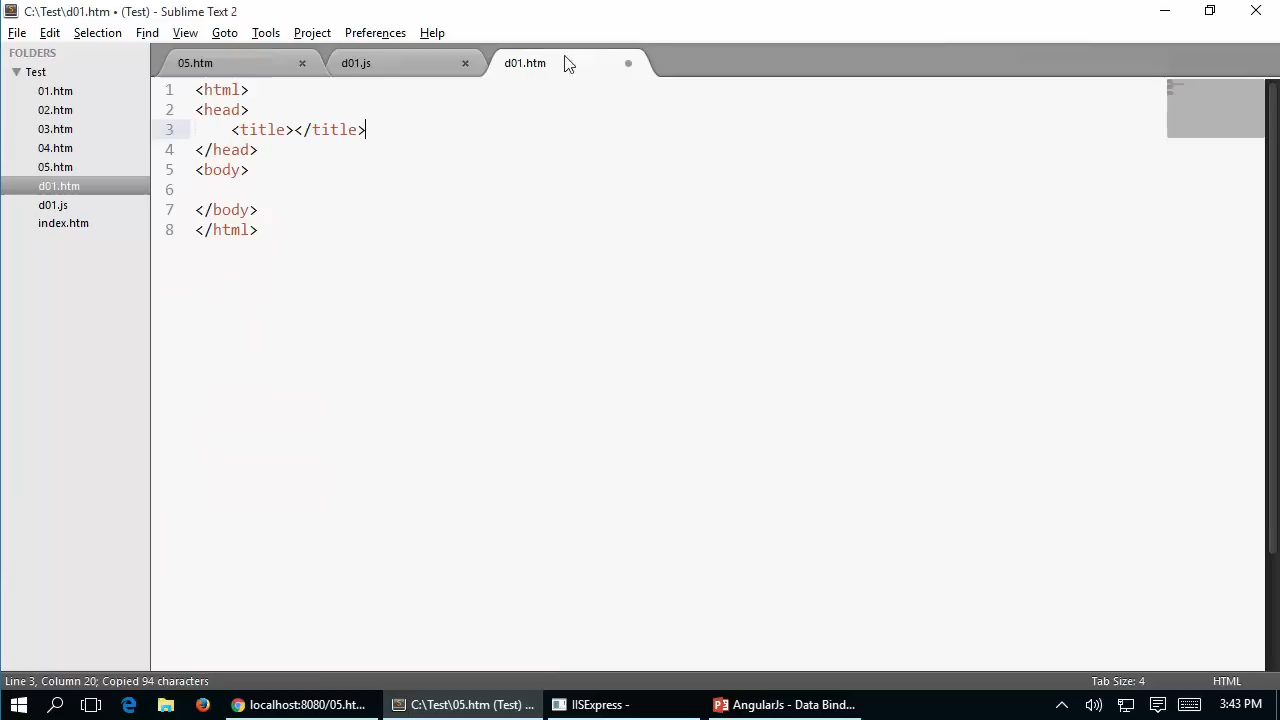 C:\Test\d01.htm • (Test) - Sublime Text 2
File Edit Selection Find View Goto Tools Project Preferences Help
FOLDERS
Test
01.htm
02.htm
03.htm
04.htm
05.htm
d01.htm
d01.js
index.htm
05.htm × d01.js × d01.htm
1 <html>
2 <head>
3 <title></title>
4 </head>
5 <body>
6
7 </body>
8 </html>
Line 3, Column 20; Copied 94 characters Tab Size: 4 HTML
localhost:8080/05.ht... C:\Test\05.htm (Test) ... IISExpress - AngularJs - Data Bind... 3:43 PM